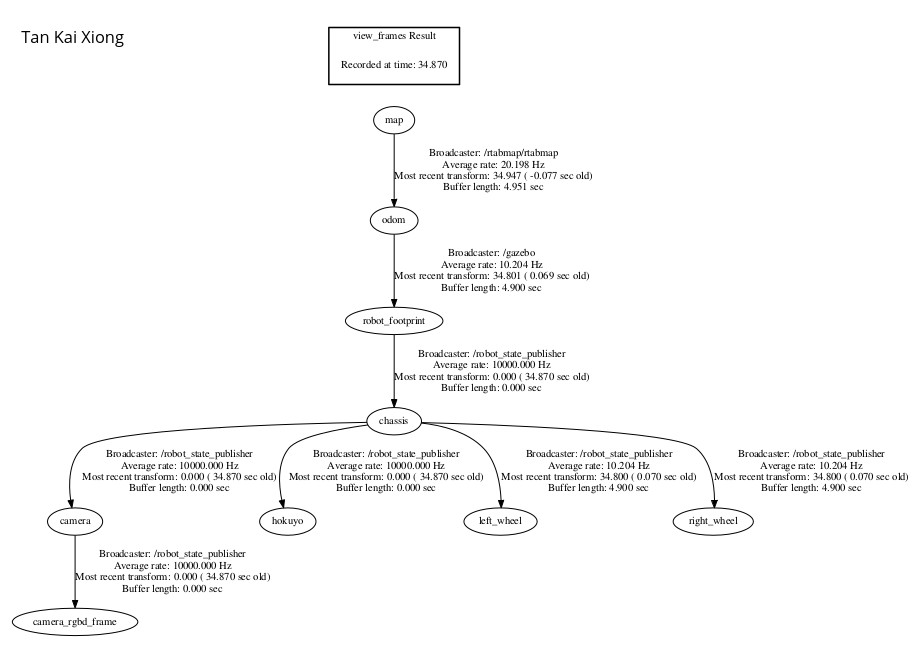 Tan Kai Xiong
view_frames Result
Recorded at time: 34.870
map
Broadcaster: /rtabmap/rtabmap
Average rate: 20.198 Hz
Most recent transform: 34.947 ( -0.077 sec old)
Buffer length: 4.951 sec
odom
Broadcaster: /gazebo
Average rate: 10.204 Hz
Most recent transform: 34.801 ( 0.069 sec old)
Buffer length: 4.900 sec
robot_footprint
Broadcaster: /robot_state_publisher
Average rate: 10000.000 Hz
Most recent transform: 0.000 ( 34.870 sec old)
Buffer length: 0.000 sec
chassis
Broadcaster: /robot_state_publisher
Average rate: 10000.000 Hz
Most recent transform: 0.000 ( 34.870 sec old)
Buffer length: 0.000 sec
Broadcaster: /robot_state_publisher
Average rate: 10000.000 Hz
Most recent transform: 0.000 ( 34.870 sec old)
Buffer length: 0.000 sec
Broadcaster: /robot_state_publisher
Average rate: 10.204 Hz
Most recent transform: 34.800 ( 0.070 sec old)
Buffer length: 4.900 sec
Broadcaster: /robot_state_publisher
Average rate: 10.204 Hz
Most recent transform: 34.800 ( 0.070 sec old)
Buffer length: 4.900 sec
camera
hokuyo
left_wheel
right_wheel
Broadcaster: /robot_state_publisher
Average rate: 10000.000 Hz
Most recent transform: 0.000 ( 34.870 sec old)
Buffer length: 0.000 sec
camera_rgbd_frame